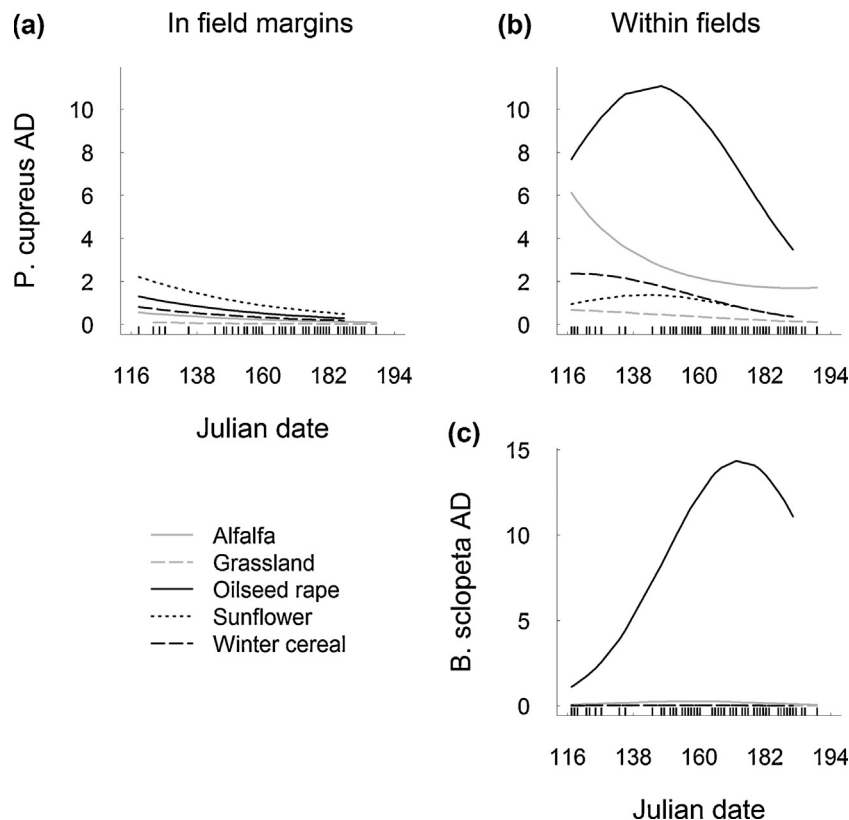 (a) In field margins
(b) Within fields
P. cupreus AD
10
8
6
4
2
0
116 138 160 182 194
Julian date
10
8
6
4
2
0
116 138 160 182 194
(c)
B. sclopeta AD
15
10
5
0
116 138 160 182 194
Julian date
Alfalfa
Grassland
Oilseed rape
Sunflower
Winter cereal